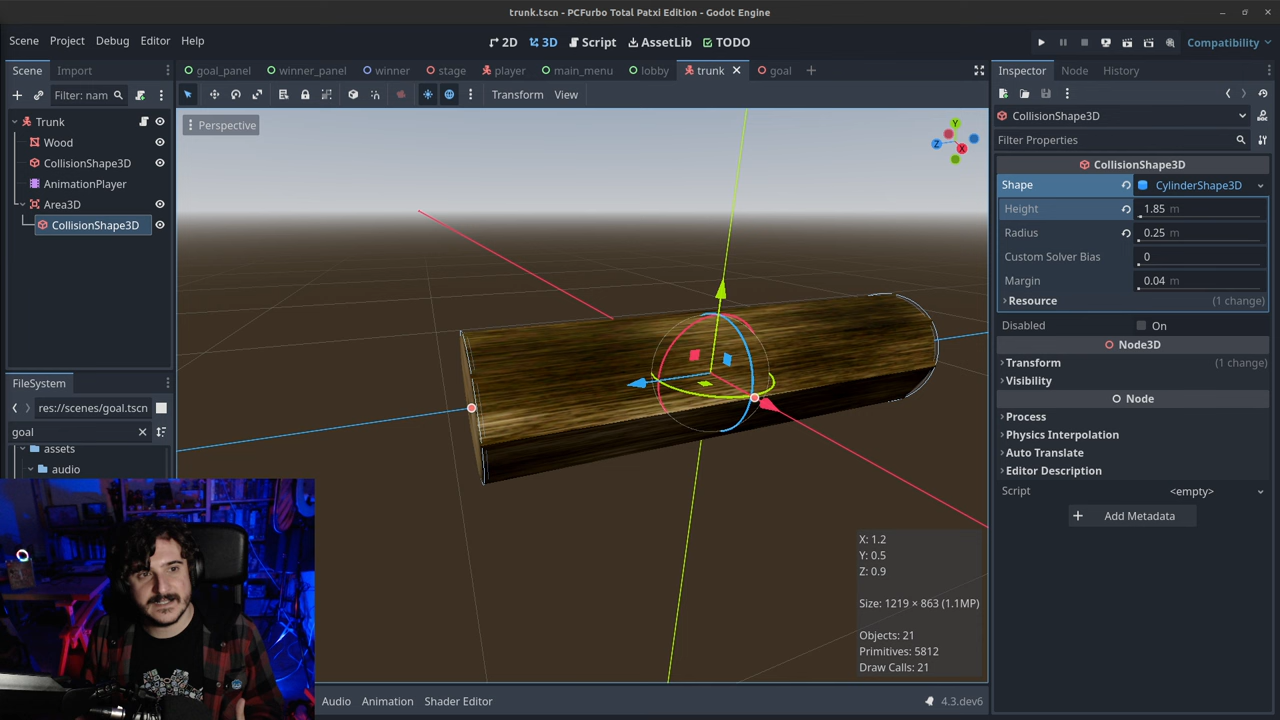 trunk.tscn - PCFurbo Total Patxi Edition - Godot Engine
Scene Project Debug Editor Help
2D 3D Script AssetLib TODO
Compatibility
Scene Import
goal_panel winner_panel winner stage player main_menu lobby trunk goal
Inspector Node History
Filter: nam
Transform View
CollisionShape3D
Perspective
Y
Z
X
Filter Properties
Trunk
Wood
CollisionShape3D
AnimationPlayer
Area3D
CollisionShape3D
CollisionShape3D
Shape CylinderShape3D
Height 1.85 m
Radius 0.25 m
Custom Solver Bias 0
Margin 0.04 m
Resource (1 change)
Disabled On
Node3D
Transform (1 change)
Visibility
Node
Process
Physics Interpolation
Auto Translate
Editor Description
Script <empty>
Add Metadata
FileSystem
res://scenes/goal.tscn
goal
assets
audio
X: 1.2
Y: 0.5
Z: 0.9
Size: 1219 × 863 (1.1MP)
Objects: 21
Primitives: 5812
Draw Calls: 21
Audio Animation Shader Editor
4.3.dev6